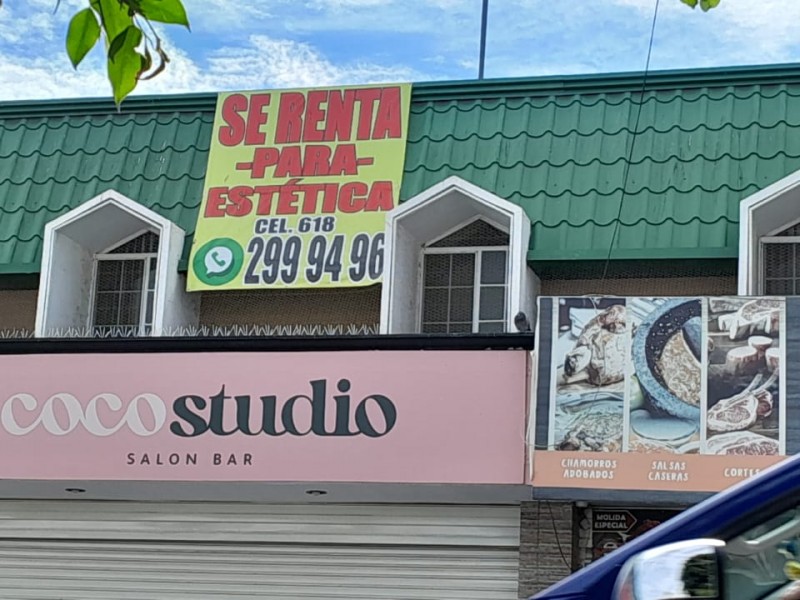 SE RENTA
-PARA-
ESTÉTICA
CEL. 618
299 94 96
coco studio
SALON BAR
CHAMORROS
ADOBADOS
SALSAS
CASERAS
CORTES
MOLIDA
ESPECIAL